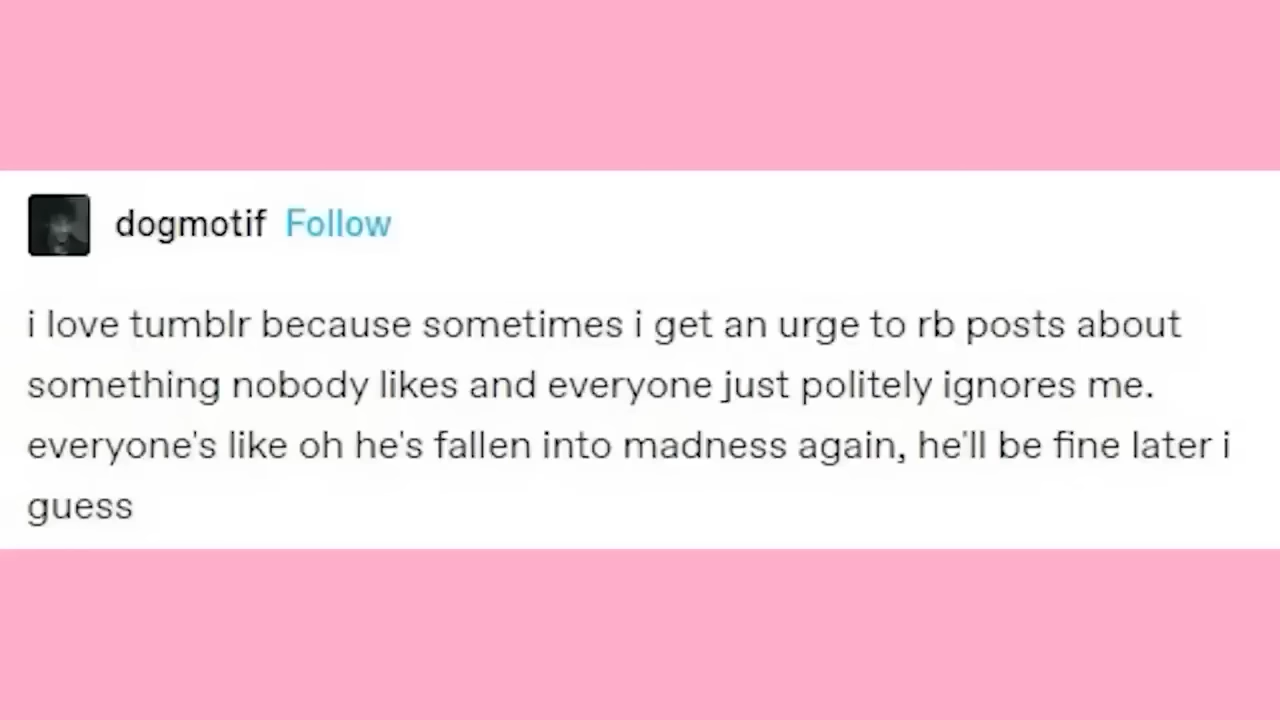 dogmotif Follow
i love tumblr because sometimes i get an urge to rb posts about
something nobody likes and everyone just politely ignores me.
everyone's like oh he's fallen into madness again, he'll be fine later i
guess